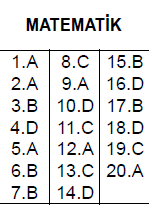 MATEMATİK
1.A
2.A
3.B
4.D
5.A
6.B
7.B
8.C
9.A
10.D
11.C
12.A
13.C
14.D
15.B
16.D
17.B
18.D
19.C
20.A